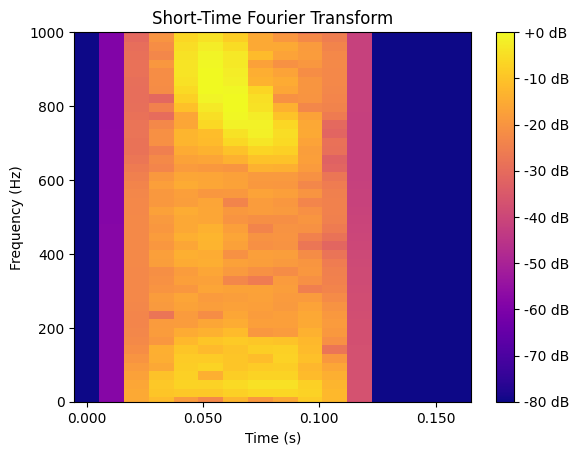 Short-Time Fourier Transform
1000
800
600
400
200
0
Frequency (Hz)
0.000
0.050
0.100
0.150
Time (s)
+0 dB
-10 dB
-20 dB
-30 dB
-40 dB
-50 dB
-60 dB
-70 dB
-80 dB